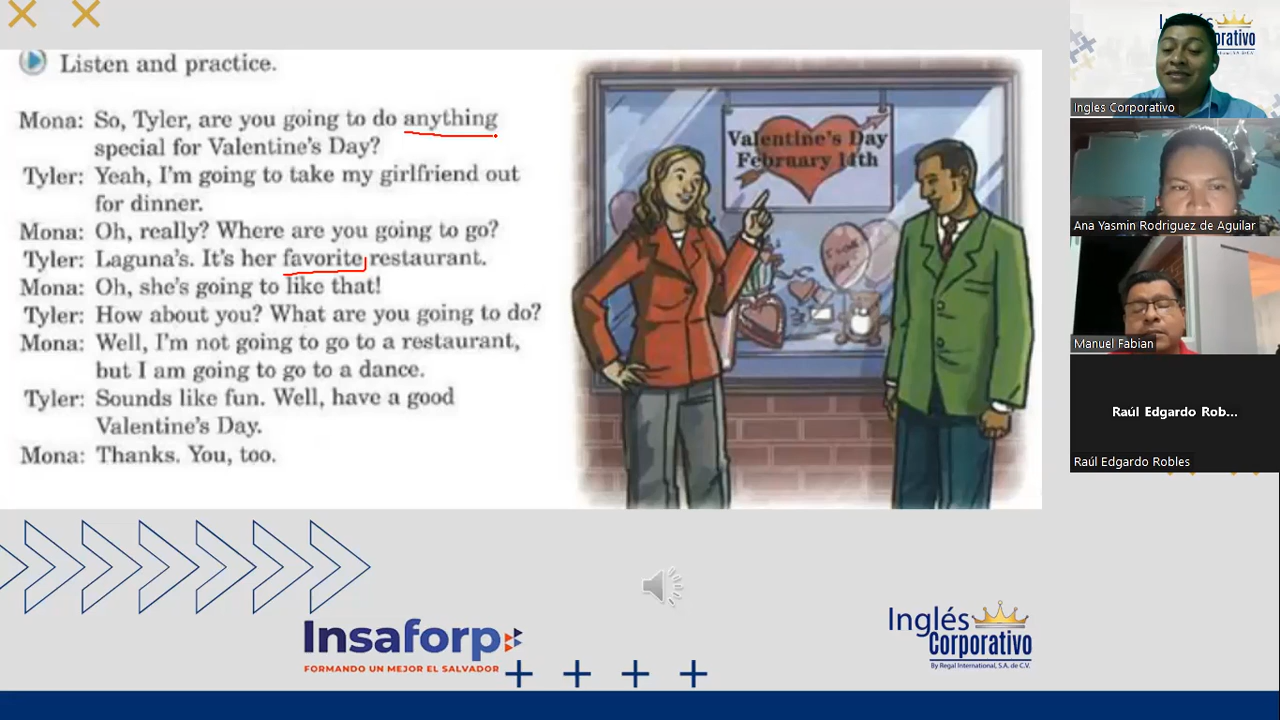 Listen and practice.
Mona: So, Tyler, are you going to do anything
special for Valentine's Day?
Tyler: Yeah, I'm going to take my girlfriend out
for dinner.
Mona: Oh, really? Where are you going to go?
Tyler: Laguna's. It's her favorite restaurant.
Mona: Oh, she's going to like that!
Tyler: How about you? What are you going to do?
Mona: Well, I'm not going to go to a restaurant,
but I am going to go to a dance.
Tyler: Sounds like fun. Well, have a good
Valentine's Day.
Mona: Thanks. You, too.
Valentine's Day
February 14th
Insaforp
FORMANDO UN MEJOR EL SALVADOR
Inglés
Corporativo
By Regal International, S.A. de C.V.
Inglés
orativo
Ingles Corporativo
Ana Yasmin Rodriguez de Aguilar
Manuel Fabian
Raúl Edgardo Rob...
Raúl Edgardo Robles